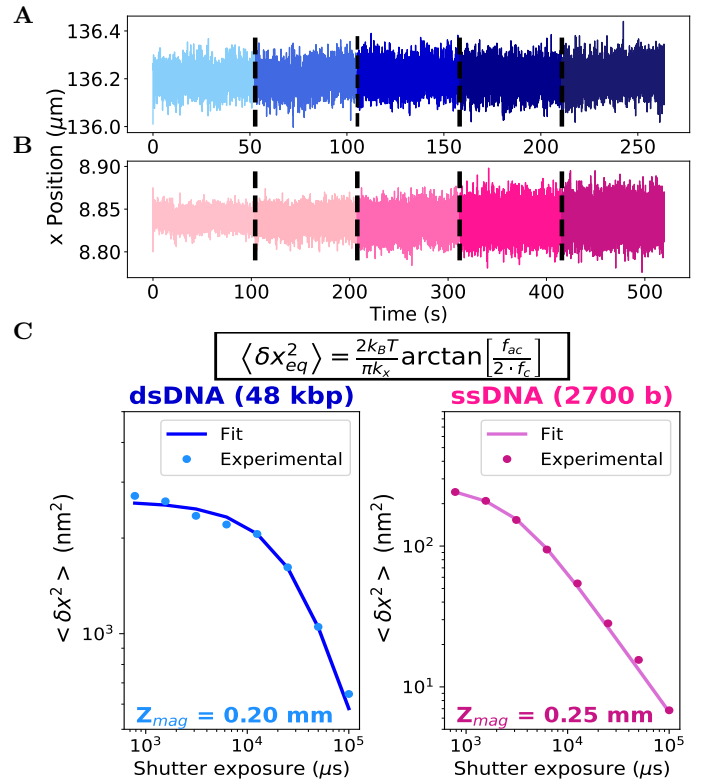 A
136.4
136.2
136.0
0 50 100 150 200 250
B
x Position (μm)
8.90
8.85
8.80
0 100 200 300 400 500
Time (s)
C
⟨δx²_eq⟩ = 2k_BT/πk_x arctan[f_ac/2·f_c]
dsDNA (48 kbp)
Fit
Experimental
< δx² > (nm²)
10³
Z_mag = 0.20 mm
10³ 10⁴ 10⁵
Shutter exposure (μs)
ssDNA (2700 b)
Fit
Experimental
< δx² > (nm²)
10²
10¹
Z_mag = 0.25 mm
10³ 10⁴ 10⁵
Shutter exposure (μs)